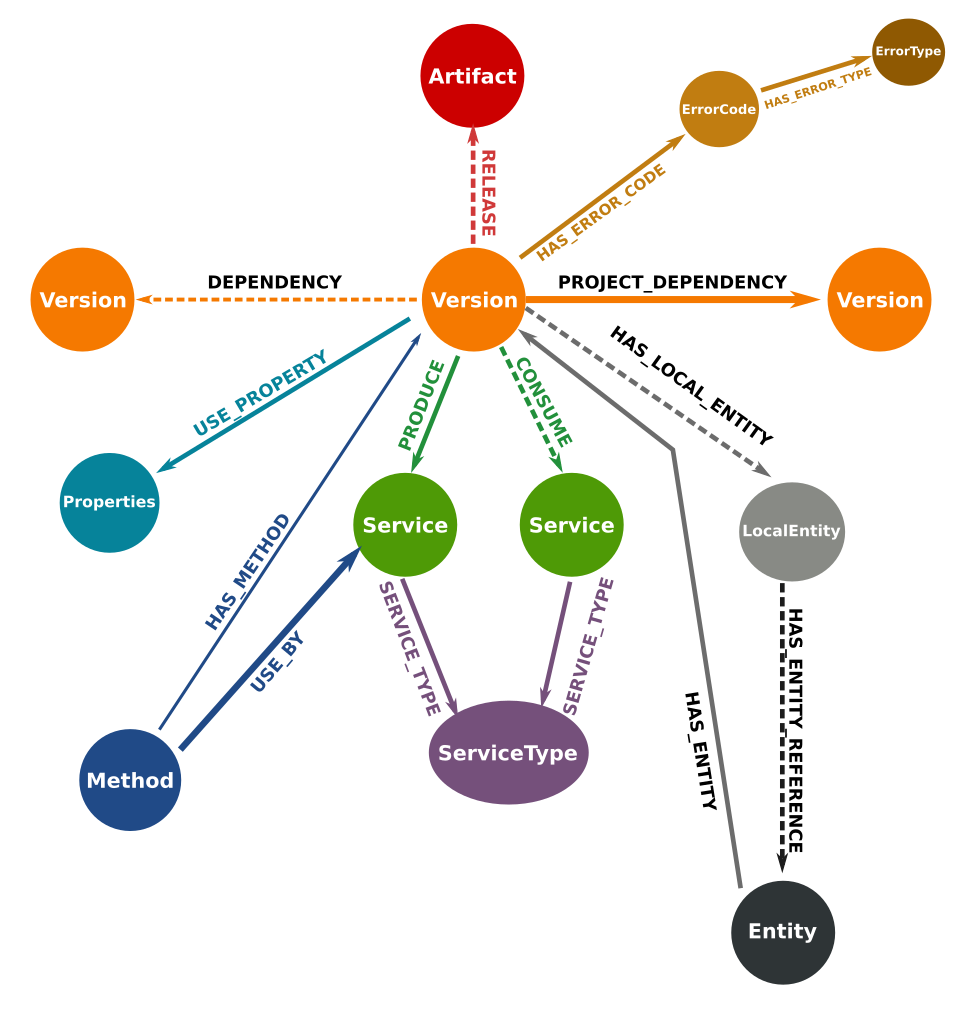 ErrorType
Artifact
HAS_ERROR_TYPE
ErrorCode
RELEASE
HAS_ERROR_CODE
DEPENDENCY
PROJECT_DEPENDENCY
Version
Version
Version
HAS_LOCAL_ENTITY
USE_PROPERTY
PRODUCE
CONSUME
Properties
Service
Service
LocalEntity
HAS_METHOD
USE_BY
SERVICE_TYPE
SERVICE_TYPE
HAS_ENTITY_REFERENCE
HAS_ENTITY
Method
ServiceType
Entity